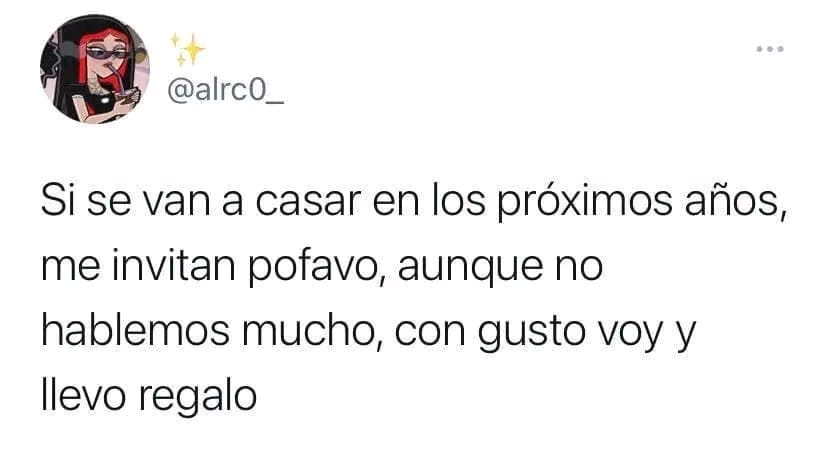 @alrc0_
Si se van a casar en los próximos años,
me invitan pofavo, aunque no
hablemos mucho, con gusto voy y
llevo regalo